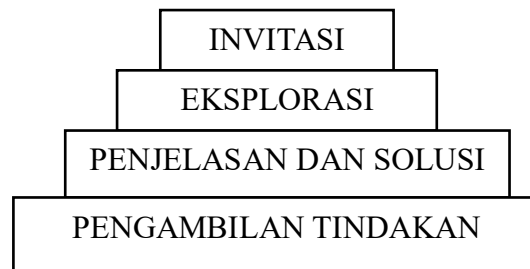 INVITASI
EKSPLORASI
PENJELASAN DAN SOLUSI
PENGAMBILAN TINDAKAN